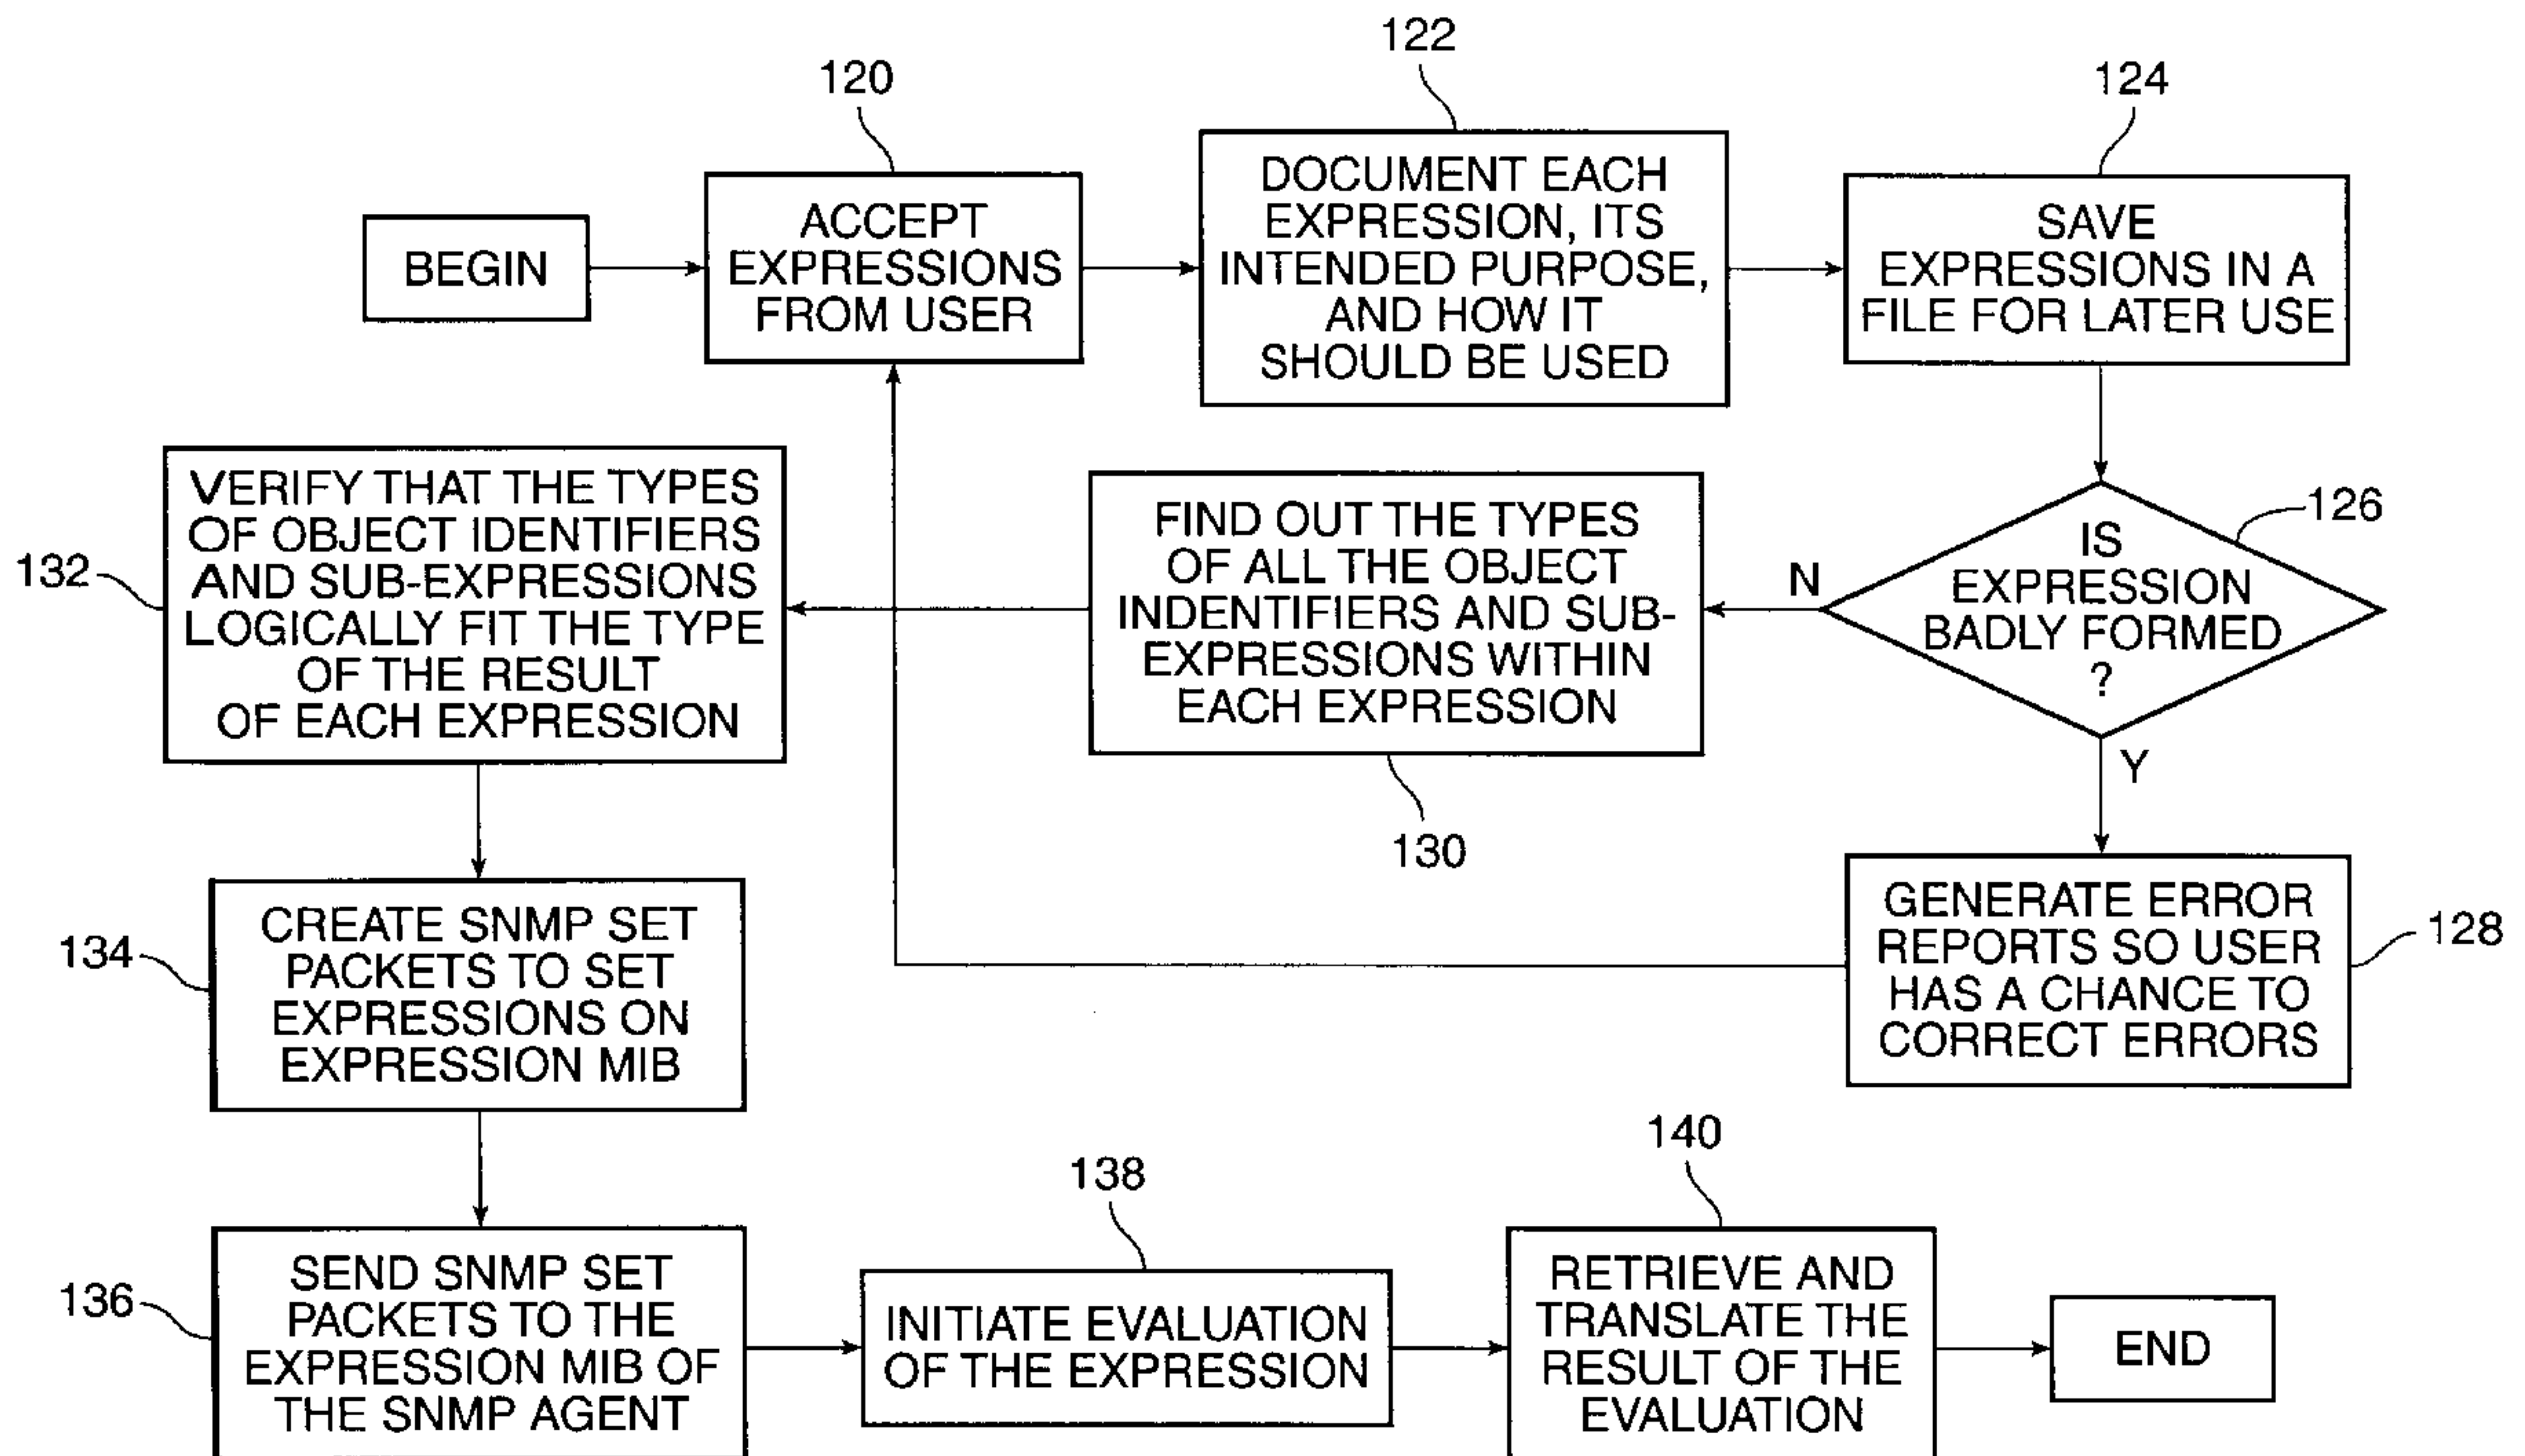 122
120
124
BEGIN
ACCEPT
EXPRESSIONS
FROM USER
DOCUMENT EACH
EXPRESSION, ITS
INTENDED PURPOSE,
AND HOW IT
SHOULD BE USED
SAVE
EXPRESSIONS IN A
FILE FOR LATER USE
126
IS
EXPRESSION
BADLY FORMED
?
N
Y
FIND OUT THE TYPES
OF ALL THE OBJECT
INDENTIFIERS AND SUB-
EXPRESSIONS WITHIN
EACH EXPRESSION
130
132
VERIFY THAT THE TYPES
OF OBJECT IDENTIFIERS
AND SUB-EXPRESSIONS
LOGICALLY FIT THE TYPE
OF THE RESULT
OF EACH EXPRESSION
GENERATE ERROR
REPORTS SO USER
HAS A CHANCE TO
CORRECT ERRORS
128
134
CREATE SNMP SET
PACKETS TO SET
EXPRESSIONS ON
EXPRESSION MIB
136
SEND SNMP SET
PACKETS TO THE
EXPRESSION MIB OF
THE SNMP AGENT
138
INITIATE EVALUATION
OF THE EXPRESSION
140
RETRIEVE AND
TRANSLATE THE
RESULT OF THE
EVALUATION
END